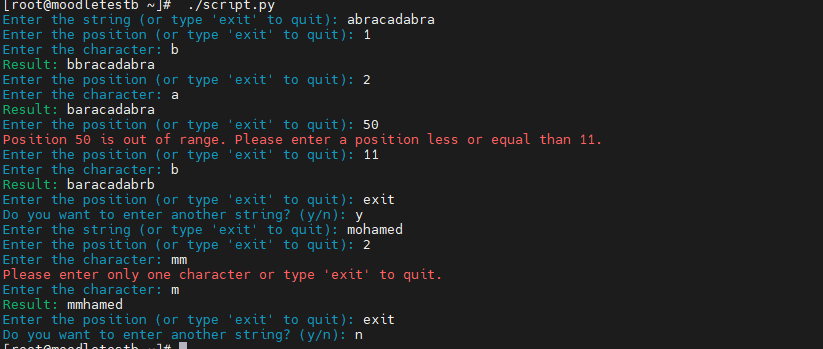 [root@moodletestb ~]#  ./script.py
Enter the string (or type 'exit' to quit): abracadabra
Enter the position (or type 'exit' to quit): 1
Enter the character: b
Result: bbracadabra
Enter the position (or type 'exit' to quit): 2
Enter the character: a
Result: baracadabra
Enter the position (or type 'exit' to quit): 50
Position 50 is out of range. Please enter a position less or equal than 11.
Enter the position (or type 'exit' to quit): 11
Enter the character: b
Result: baracadabrb
Enter the position (or type 'exit' to quit): exit
Do you want to enter another string? (y/n): y
Enter the string (or type 'exit' to quit): mohamed
Enter the position (or type 'exit' to quit): 2
Enter the character: mm
Please enter only one character or type 'exit' to quit.
Enter the character: m
Result: mmhamed
Enter the position (or type 'exit' to quit): exit
Do you want to enter another string? (y/n): n
[root@moodletestb ~]#